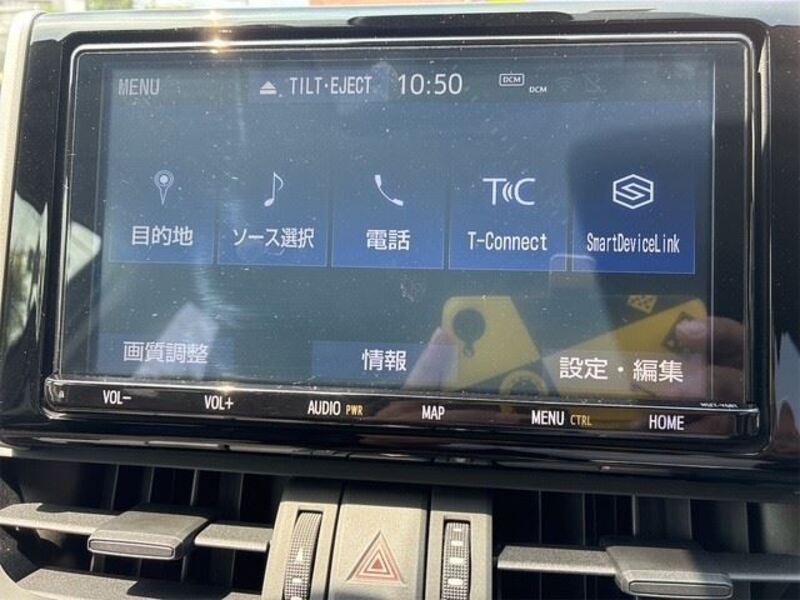 MENU TILT・EJECT 10:50 DCM DCM
目的地 ソース選択 電話 T-Connect SmartDeviceLink
画質調整 情報 設定・編集
VOL− VOL+ AUDIO PWR MAP MENU CTRL HOME